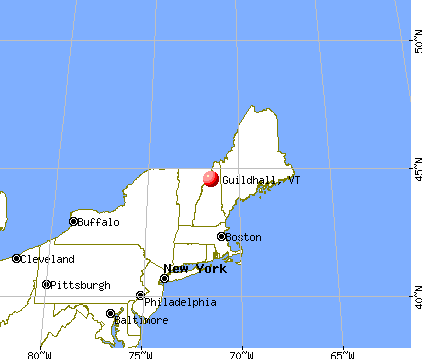 50°N
45°N
Guildhall, VT
Buffalo
Boston
Cleveland
New York
Pittsburgh
Philadelphia
40°N
Baltimore
80°W
75°W
70°W
65°W